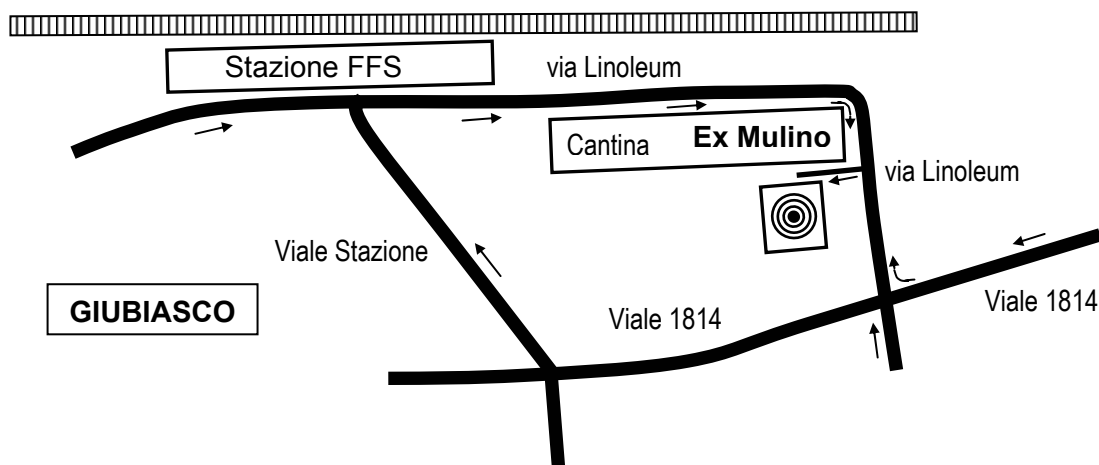 Stazione FFS
via Linoleum
Cantina Ex Mulino
via Linoleum
Viale Stazione
GIUBIASCO
Viale 1814
Viale 1814